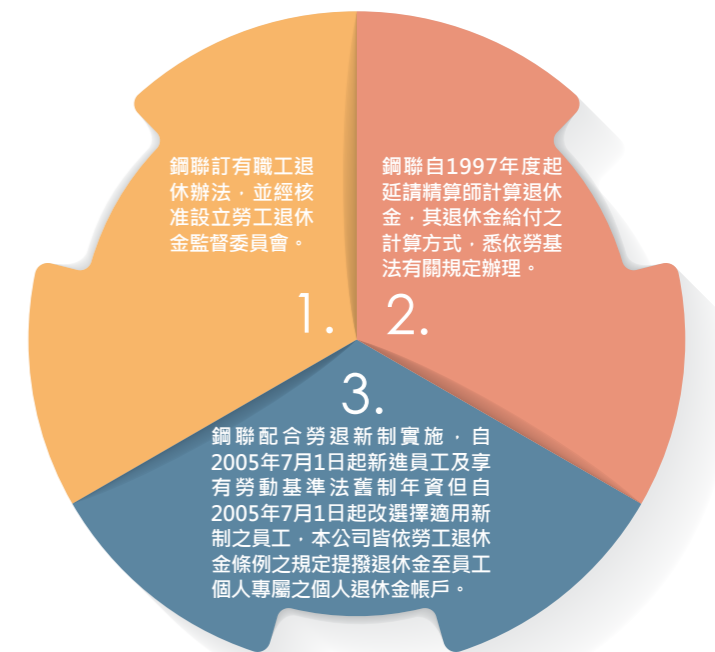 鋼聯訂有職工退
休辦法，並經核
准設立勞工退休
金監督委員會。
1.
鋼聯自1997年度起
延請精算師計算退休
金，其退休金給付之
計算方式，悉依勞基
法有關規定辦理。
2.
3.
鋼聯配合勞退新制實施，自
2005年7月1日起新進員工及享
有勞動基準法舊制年資但自
2005年7月1日起改選擇適用新
制之員工，本公司皆依勞工退休
金條例之規定提撥退休金至員工
個人專屬之個人退休金帳戶。